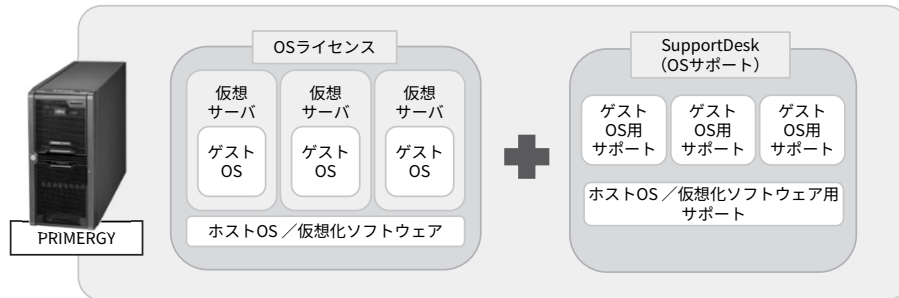 OSライセンス
仮想
サーバ
ゲスト
OS
仮想
サーバ
ゲスト
OS
仮想
サーバ
ゲスト
OS
ホストOS／仮想化ソフトウェア
SupportDesk
（OSサポート）
ゲスト
OS用
サポート
ゲスト
OS用
サポート
ゲスト
OS用
サポート
ホストOS／仮想化ソフトウェア用
サポート
PRIMERGY